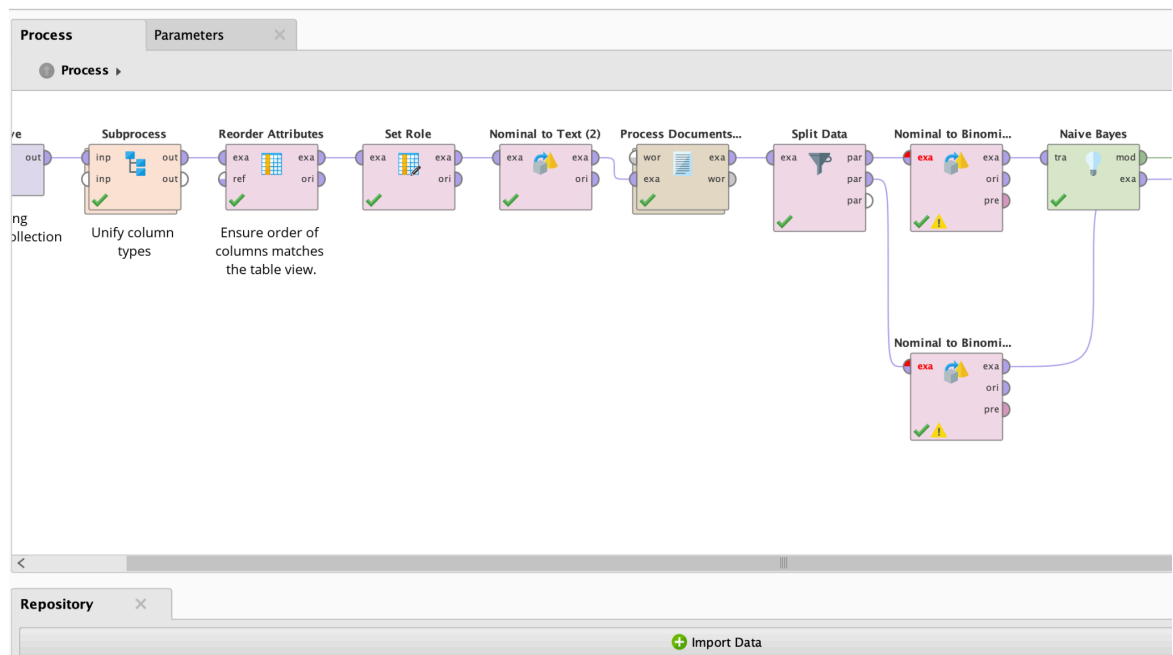 Process
Parameters
Process
ve
Subprocess
Reorder Attributes
Set Role
Nominal to Text (2)
Process Documents...
Split Data
Nominal to Binomi...
Naive Bayes
out
inp out
inp out
exa exa
ref ori
exa exa
ori
exa exa
ori
wor exa
exa wor
exa par
par
par
exa exa
ori
pre
tra mod
exa
ng
ollection
Unify column
types
Ensure order of
columns matches
the table view.
Nominal to Binomi...
exa exa
ori
pre
Repository
Import Data